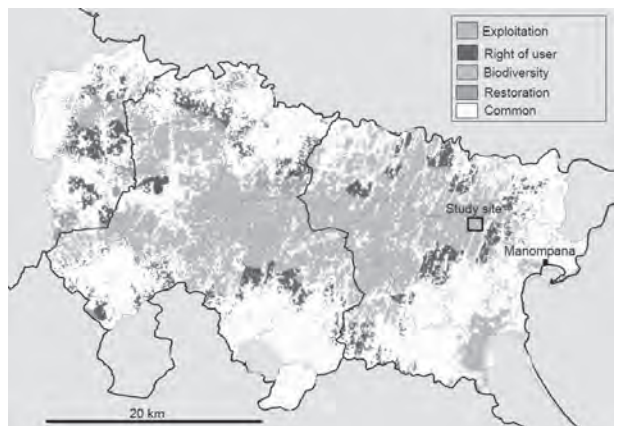 Exploitation
Right of user
Biodiversity
Restoration
Common
Study site
Manompana
20 km